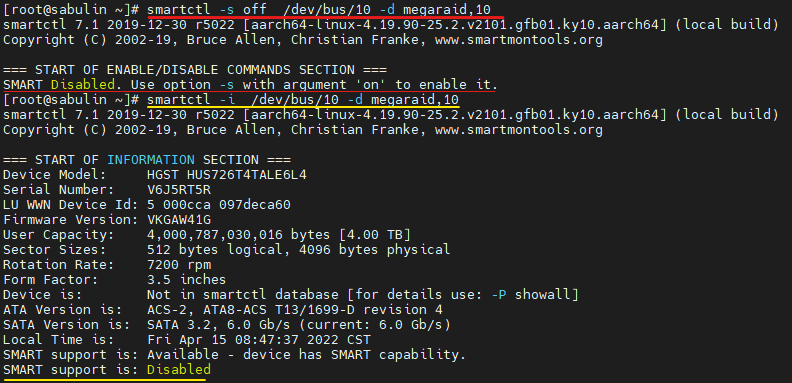 [root@sabulin ~]# smartctl -s off  /dev/bus/10 -d megaraid,10
smartctl 7.1 2019-12-30 r5022 [aarch64-linux-4.19.90-25.2.v2101.gfb01.ky10.aarch64] (local build)
Copyright (C) 2002-19, Bruce Allen, Christian Franke, www.smartmontools.org

=== START OF ENABLE/DISABLE COMMANDS SECTION ===
SMART Disabled. Use option -s with argument 'on' to enable it.
[root@sabulin ~]# smartctl -i  /dev/bus/10 -d megaraid,10
smartctl 7.1 2019-12-30 r5022 [aarch64-linux-4.19.90-25.2.v2101.gfb01.ky10.aarch64] (local build)
Copyright (C) 2002-19, Bruce Allen, Christian Franke, www.smartmontools.org

=== START OF INFORMATION SECTION ===
Device Model:     HGST HUS726T4TALE6L4
Serial Number:    V6J5RT5R
LU WWN Device Id: 5 000cca 097deca60
Firmware Version: VKGAW41G
User Capacity:    4,000,787,030,016 bytes [4.00 TB]
Sector Sizes:     512 bytes logical, 4096 bytes physical
Rotation Rate:    7200 rpm
Form Factor:      3.5 inches
Device is:        Not in smartctl database [for details use: -P showall]
ATA Version is:   ACS-2, ATA8-ACS T13/1699-D revision 4
SATA Version is:  SATA 3.2, 6.0 Gb/s (current: 6.0 Gb/s)
Local Time is:    Fri Apr 15 08:47:37 2022 CST
SMART support is: Available - device has SMART capability.
SMART support is: Disabled